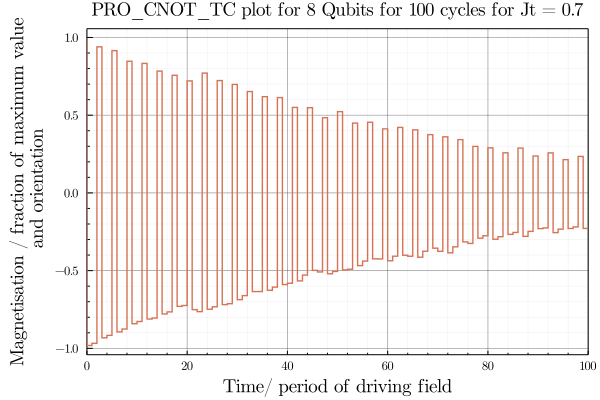 PRO_CNOT_TC plot for 8 Qubits for 100 cycles for Jt = 0.7
Magnetisation / fraction of maximum value
and orientation
1.0
0.5
0.0
−0.5
−1.0
0 20 40 60 80 100
Time/ period of driving field